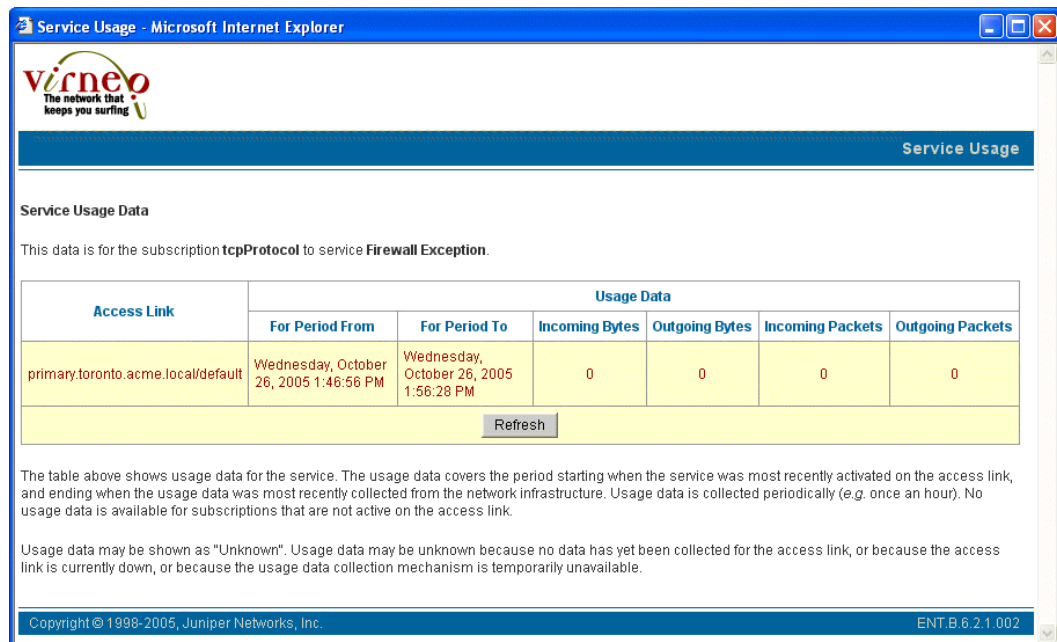 Service Usage - Microsoft Internet Explorer
Virneo
The network that
keeps you surfing
Service Usage
Service Usage Data
This data is for the subscription tcpProtocol to service Firewall Exception.
Access Link
Usage Data
For Period From
For Period To
Incoming Bytes
Outgoing Bytes
Incoming Packets
Outgoing Packets
primary.toronto.acme.local/default
Wednesday, October
26, 2005 1:46:56 PM
Wednesday,
October 26, 2005
1:56:28 PM
0
0
0
0
Refresh
The table above shows usage data for the service. The usage data covers the period starting when the service was most recently activated on the access link,
and ending when the usage data was most recently collected from the network infrastructure. Usage data is collected periodically (e.g. once an hour). No
usage data is available for subscriptions that are not active on the access link.
Usage data may be shown as "Unknown". Usage data may be unknown because no data has yet been collected for the access link, or because the access
link is currently down, or because the usage data collection mechanism is temporarily unavailable.
Copyright © 1998-2005, Juniper Networks, Inc.
ENT.B.6.2.1.002